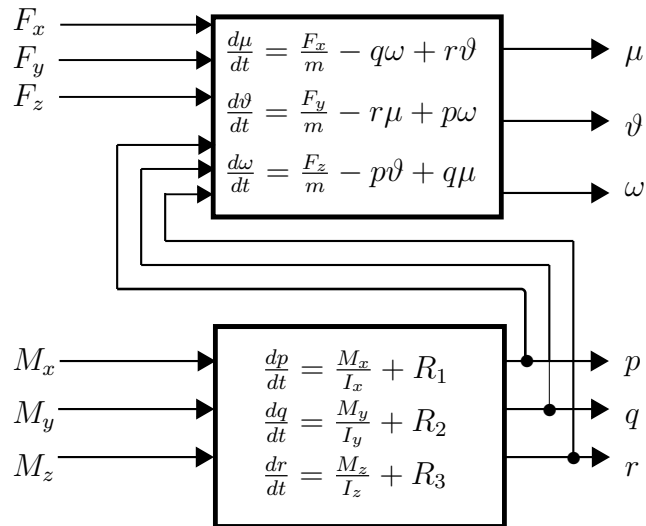 F_x
F_y
F_z
dμ/dt = F_x/m − qω + rϑ
dϑ/dt = F_y/m − rμ + pω
dω/dt = F_z/m − pϑ + qμ
μ
ϑ
ω
M_x
M_y
M_z
dp/dt = M_x/I_x + R_1
dq/dt = M_y/I_y + R_2
dr/dt = M_z/I_z + R_3
p
q
r